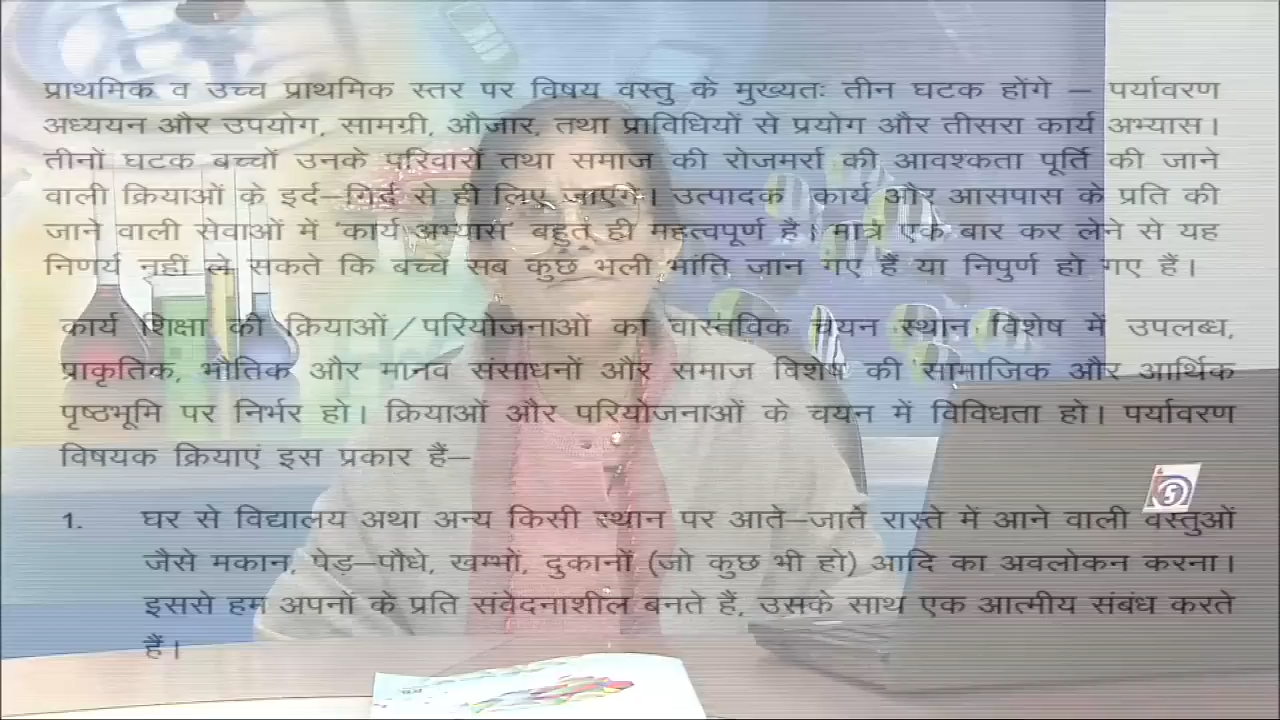 प्राथमिक व उच्च प्राथमिक स्तर पर विषय वस्तु के मुख्यतः तीन घटक होंगे – पर्यावरण
अध्ययन और उपयोग, सामग्री, औजार, तथा प्राविधियों से प्रयोग और तीसरा कार्य अभ्यास।
तीनों घटक बच्चों उनके परिवारों तथा समाज की रोजमर्रा की आवश्कता पूर्ति की जाने
वाली क्रियाओं के इर्द–गिर्द से ही लिए जाएंगे। उत्पादक कार्य और आसपास के प्रति की
जाने वाली सेवाओं में 'कार्य अभ्यास' बहुत ही महत्वपूर्ण है। मात्र एक बार कर लेने से यह
निणर्य नहीं ले सकते कि बच्चे सब कुछ भली भांति जान गए हैं या निपुर्ण हो गए हैं।
कार्य शिक्षा की क्रियाओं/परियोजनाओं का वास्तविक चयन स्थान विशेष में उपलब्ध,
प्राकृतिक, भौतिक और मानव संसाधनों और समाज विशेष की सामाजिक और आर्थिक
पृष्ठभूमि पर निर्भर हो। क्रियाओं और परियोजनाओं के चयन में विविधता हो। पर्यावरण
विषयक क्रियाएं इस प्रकार हैं–
1. घर से विद्यालय अथा अन्य किसी स्थान पर आते–जाते रास्ते में आने वाली वस्तुओं
जैसे मकान, पेड़–पौधे, खम्भों, दुकानों (जो कुछ भी हो) आदि का अवलोकन करना।
इससे हम अपनों के प्रति संवेदनाशील बनते हैं, उसके साथ एक आत्मीय संबंध करते
हैं।